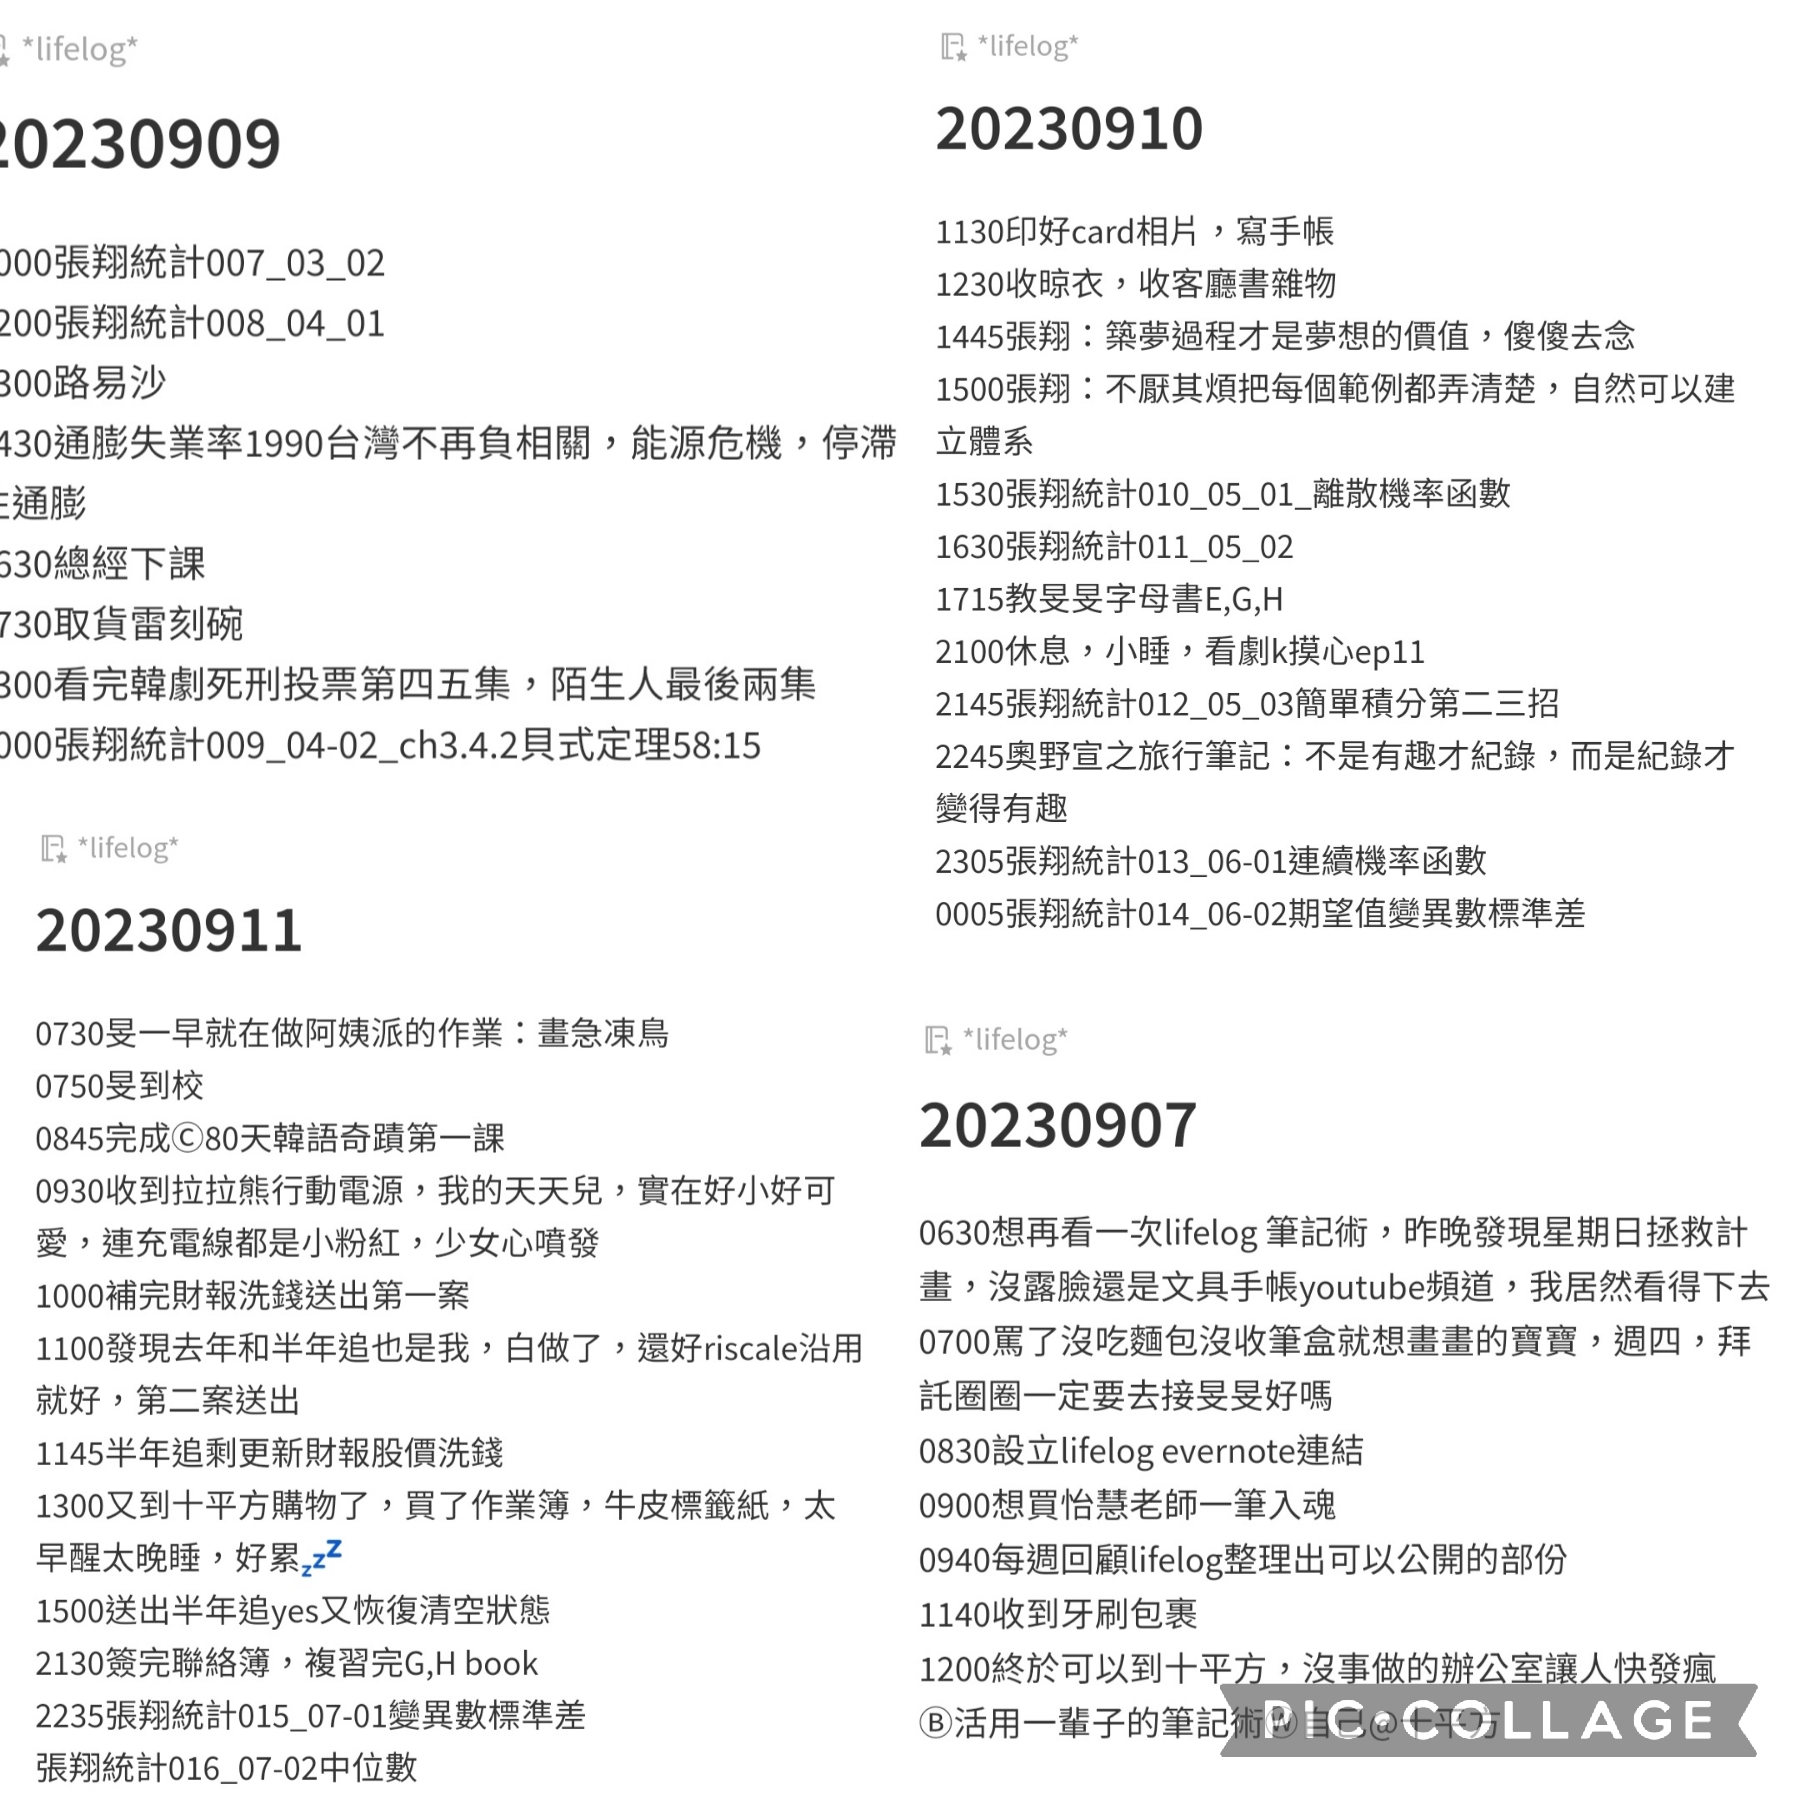 *lifelog*
20230909
000張翔統計007_03_02
200張翔統計008_04_01
300路易沙
430通膨失業率1990台灣不再負相關，能源危機，停滯
通膨
630總經下課
730取貨雷刻碗
300看完韓劇死刑投票第四五集，陌生人最後兩集
000張翔統計009_04-02_ch3.4.2貝式定理58:15
*lifelog*
20230911
0730旻一早就在做阿姨派的作業：畫急凍鳥
0750旻到校
0845完成Ⓒ80天韓語奇蹟第一課
0930收到拉拉熊行動電源，我的天天兒，實在好小好可
愛，連充電線都是小粉紅，少女心噴發
1000補完財報洗錢送出第一案
1100發現去年和半年追也是我，白做了，還好riscale沿用
就好，第二案送出
1145半年追剩更新財報股價洗錢
1300又到十平方購物了，買了作業簿，牛皮標籤紙，太
早醒太晚睡，好累💤
1500送出半年追yes又恢復清空狀態
2130簽完聯絡簿，複習完G,H book
2235張翔統計015_07-01變異數標準差
張翔統計016_07-02中位數
*lifelog*
20230910
1130印好card相片，寫手帳
1230收晾衣，收客廳書雜物
1445張翔：築夢過程才是夢想的價值，傻傻去念
1500張翔：不厭其煩把每個範例都弄清楚，自然可以建
立體系
1530張翔統計010_05_01_離散機率函數
1630張翔統計011_05_02
1715教旻旻字母書E,G,H
2100休息，小睡，看劇k摸心ep11
2145張翔統計012_05_03簡單積分第二三招
2245奧野宣之旅行筆記：不是有趣才紀錄，而是紀錄才
變得有趣
2305張翔統計013_06-01連續機率函數
0005張翔統計014_06-02期望值變異數標準差
*lifelog*
20230907
0630想再看一次lifelog 筆記術，昨晚發現星期日拯救計
畫，沒露臉還是文具手帳youtube頻道，我居然看得下去
0700罵了沒吃麵包沒收筆盒就想畫畫的寶寶，週四，拜
託圈圈一定要去接旻旻好嗎
0830設立lifelog evernote連結
0900想買怡慧老師一筆入魂
0940每週回顧lifelog整理出可以公開的部份
1140收到牙刷包裹
1200終於可以到十平方，沒事做的辦公室讓人快發瘋
Ⓑ活用一輩子的筆記術Ⓦ自己@十平方
PIC•COLLAGE